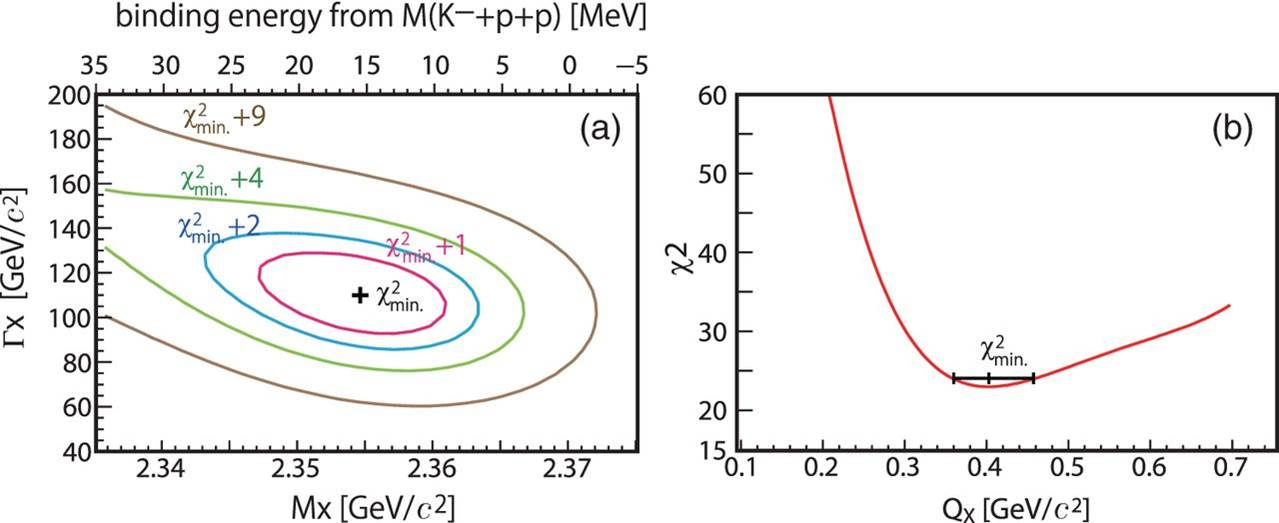 binding energy from M(K⁻+p+p) [MeV]
35 30 25 20 15 10 5 0 −5
200
180
160
140
120
100
80
60
40
Γx [GeV/c²]
χ²min.+9
(a)
χ²min.+4
χ²min.+2
χ²min.+1
χ²min.
2.34 2.35 2.36 2.37
Mx [GeV/c²]
60
50
40
30
20
15
χ2
(b)
χ²min.
0.1 0.2 0.3 0.4 0.5 0.6 0.7
Qx [GeV/c²]